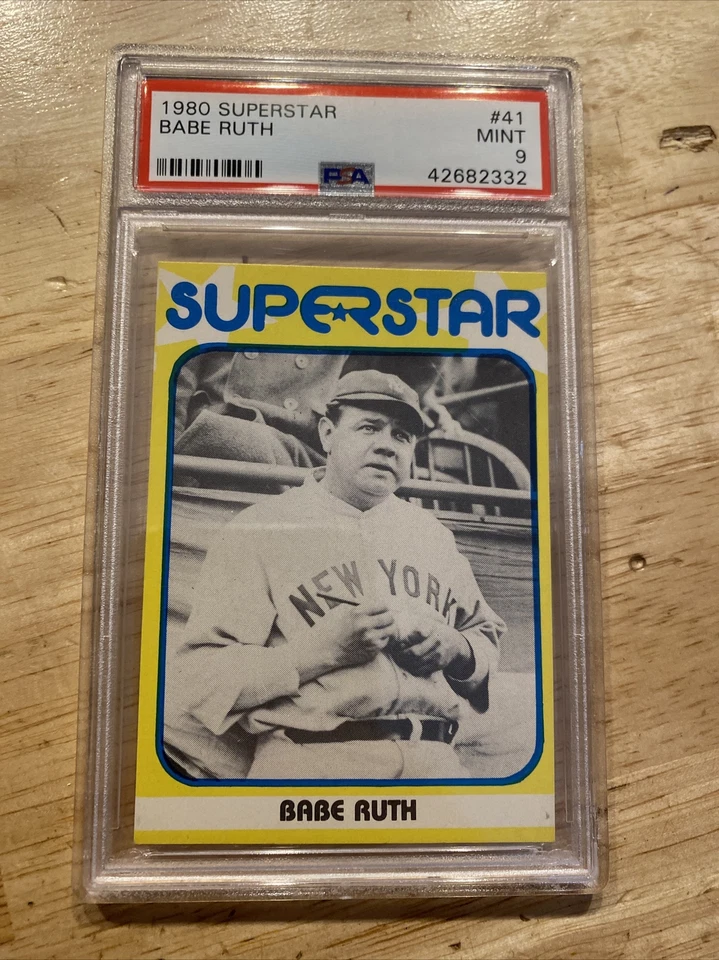 1980 SUPERSTAR #41
BABE RUTH MINT
9
PSA 42682332
SUPERSTAR
NEW YORK
BABE RUTH